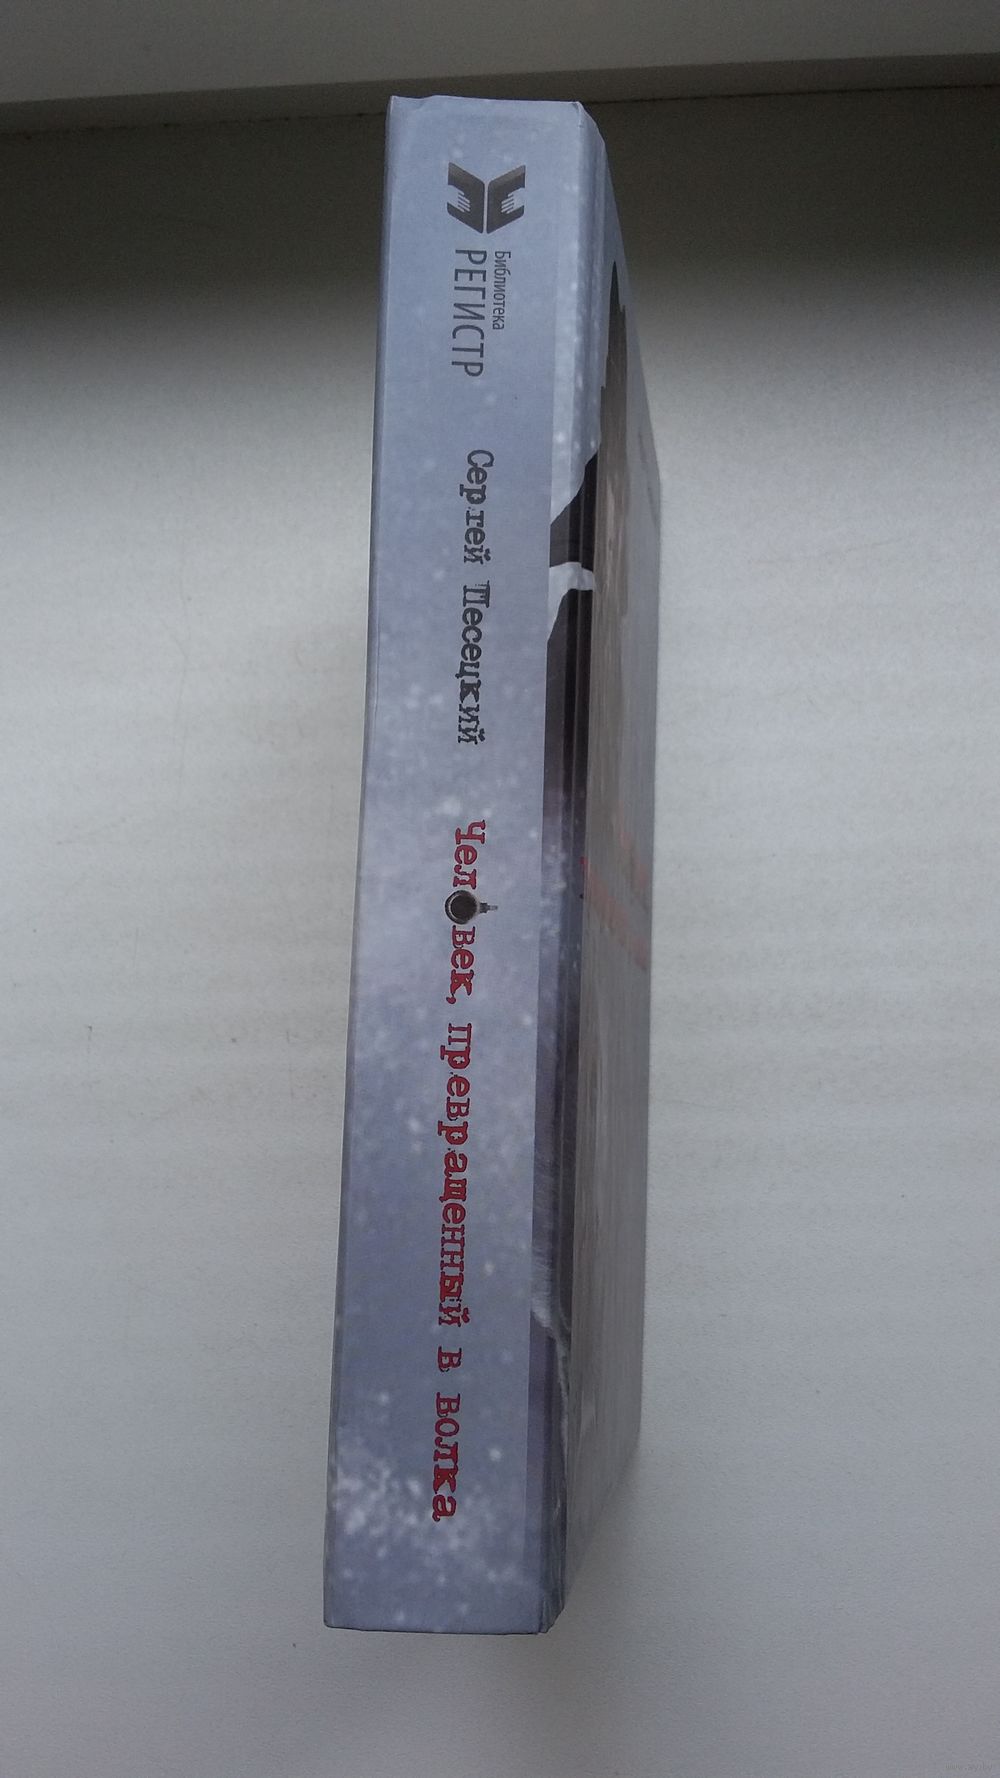 Библиотека
РЕГИСТР
Сергей Песецкий
Человек, превращенный в волка